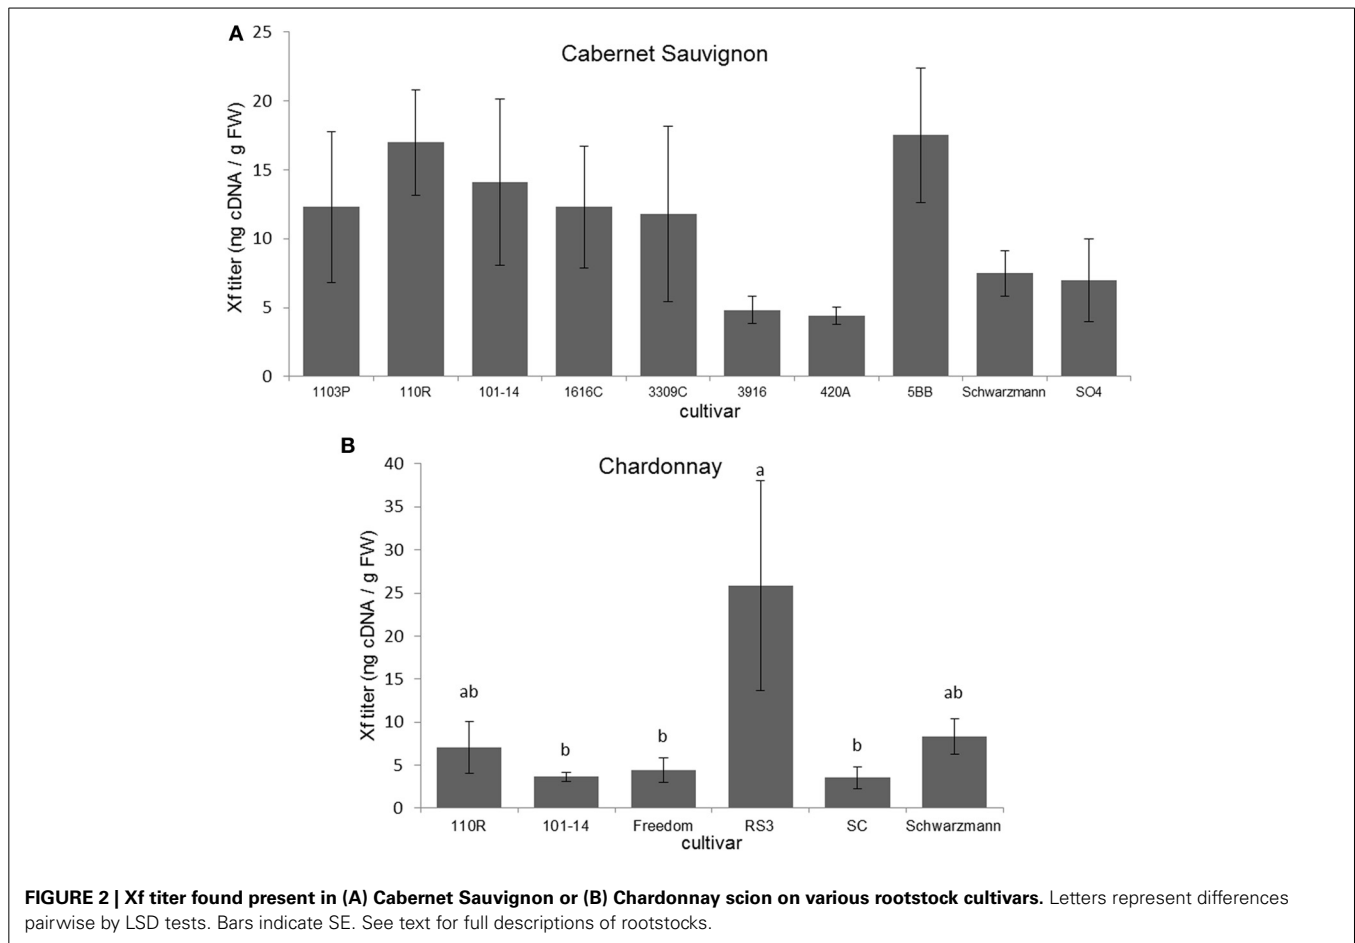 A
Cabernet Sauvignon
Xf titer (ng cDNA / g FW)
25
20
15
10
5
0
1103P 110R 101-14 1616C 3309C 3916 420A 5BB Schwarzmann SO4
cultivar
B
Chardonnay
Xf titer (ng cDNA / g FW)
40
35
30
25
20
15
10
5
0
ab b b a b ab
110R 101-14 Freedom RS3 SC Schwarzmann
cultivar
FIGURE 2 | Xf titer found present in (A) Cabernet Sauvignon or (B) Chardonnay scion on various rootstock cultivars. Letters represent differences
pairwise by LSD tests. Bars indicate SE. See text for full descriptions of rootstocks.